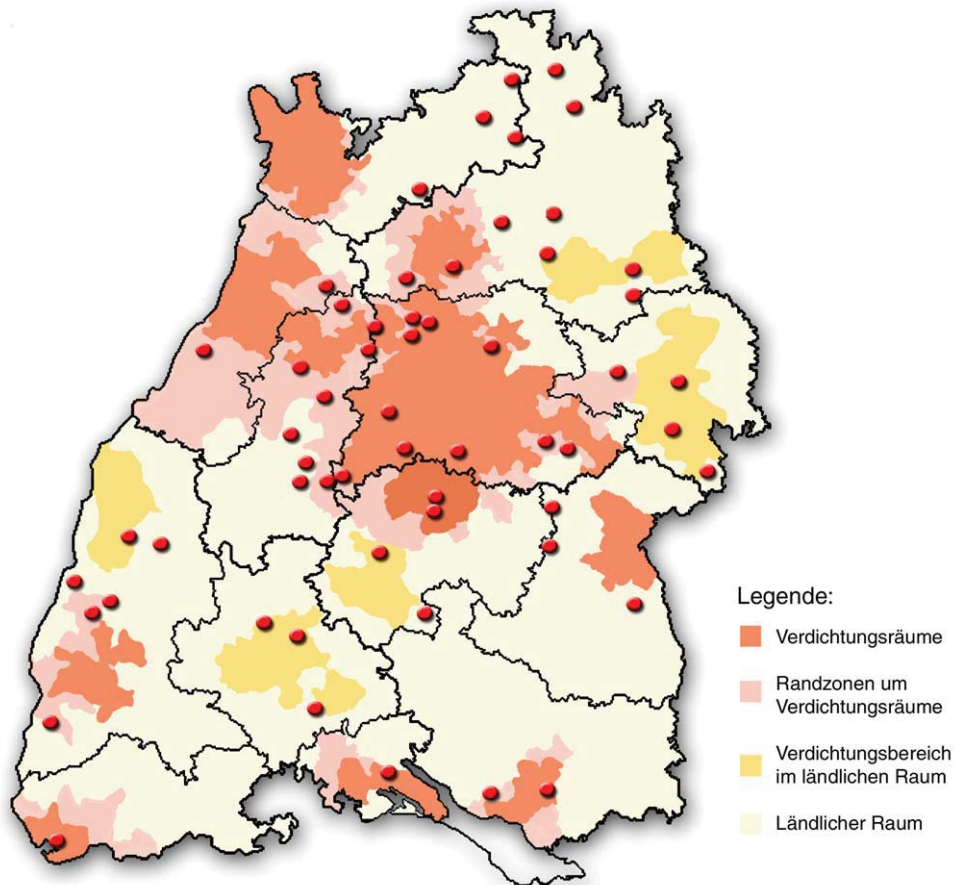 Legende:
Verdichtungsräume
Randzonen um
Verdichtungsräume
Verdichtungsbereich
im ländlichen Raum
Ländlicher Raum